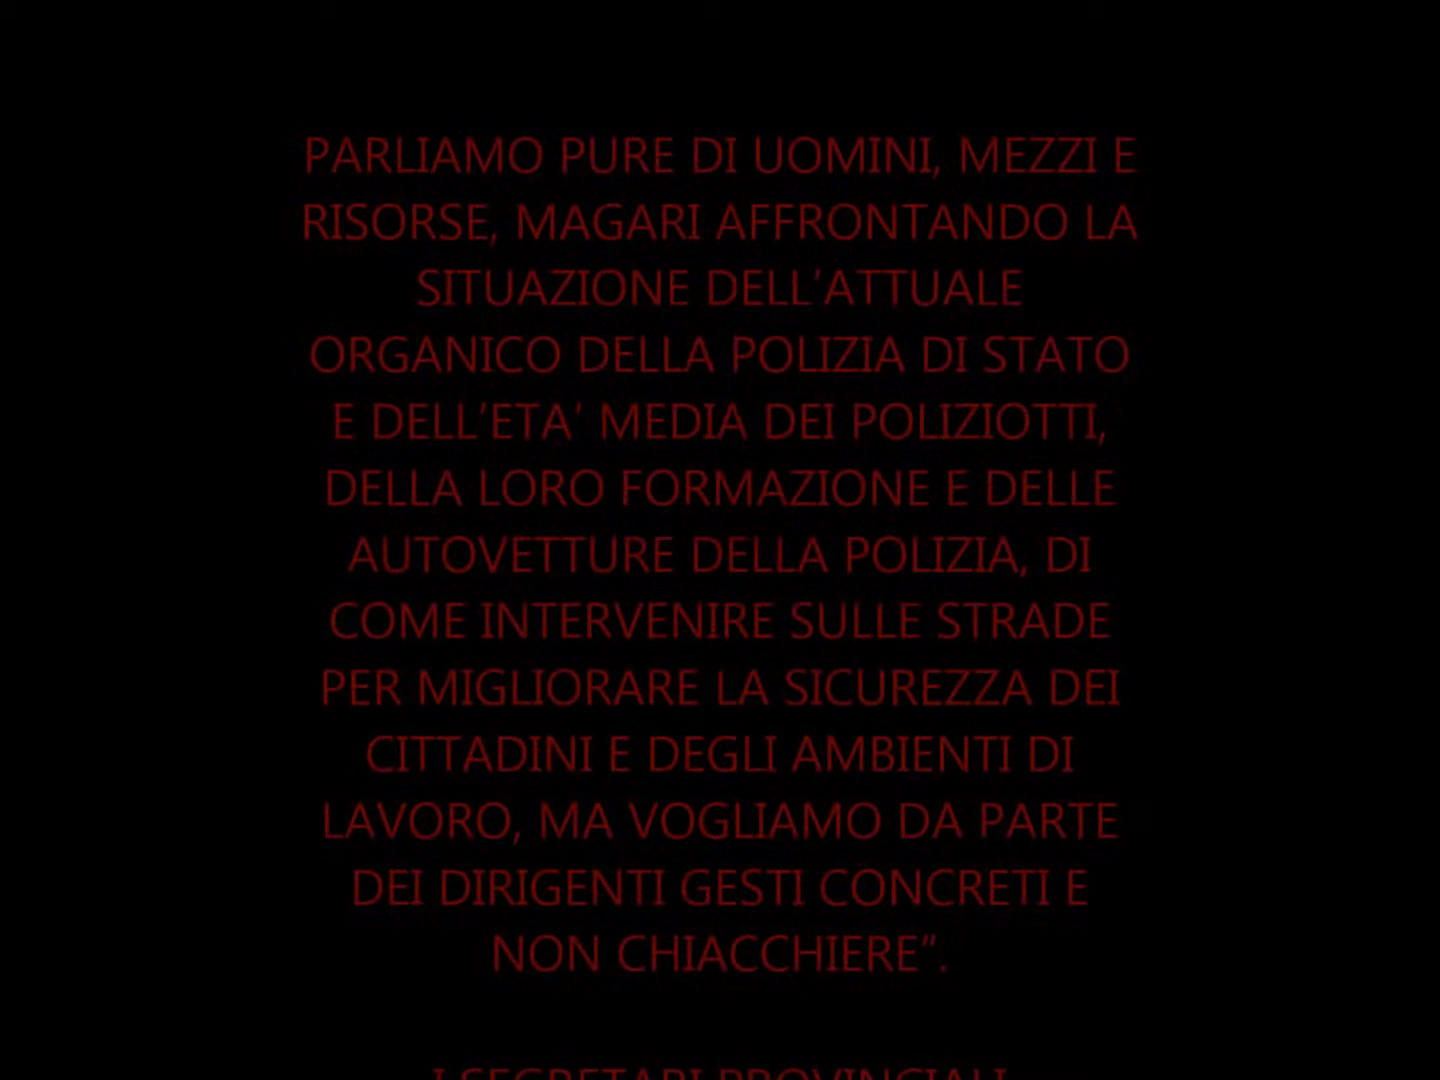 PARLIAMO PURE DI UOMINI, MEZZI E
RISORSE, MAGARI AFFRONTANDO LA
SITUAZIONE DELL'ATTUALE
ORGANICO DELLA POLIZIA DI STATO
E DELL'ETA' MEDIA DEI POLIZIOTTI,
DELLA LORO FORMAZIONE E DELLE
AUTOVETTURE DELLA POLIZIA, DI
COME INTERVENIRE SULLE STRADE
PER MIGLIORARE LA SICUREZZA DEI
CITTADINI E DEGLI AMBIENTI DI
LAVORO, MA VOGLIAMO DA PARTE
DEI DIRIGENTI GESTI CONCRETI E
NON CHIACCHIERE”.
I SEGRETARI PROVINCIALI